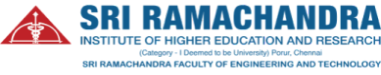 SRI RAMACHANDRA
INSTITUTE OF HIGHER EDUCATION AND RESEARCH
(Category - I Deemed to be University) Porur, Chennai
SRI RAMACHANDRA FACULTY OF ENGINEERING AND TECHNOLOGY